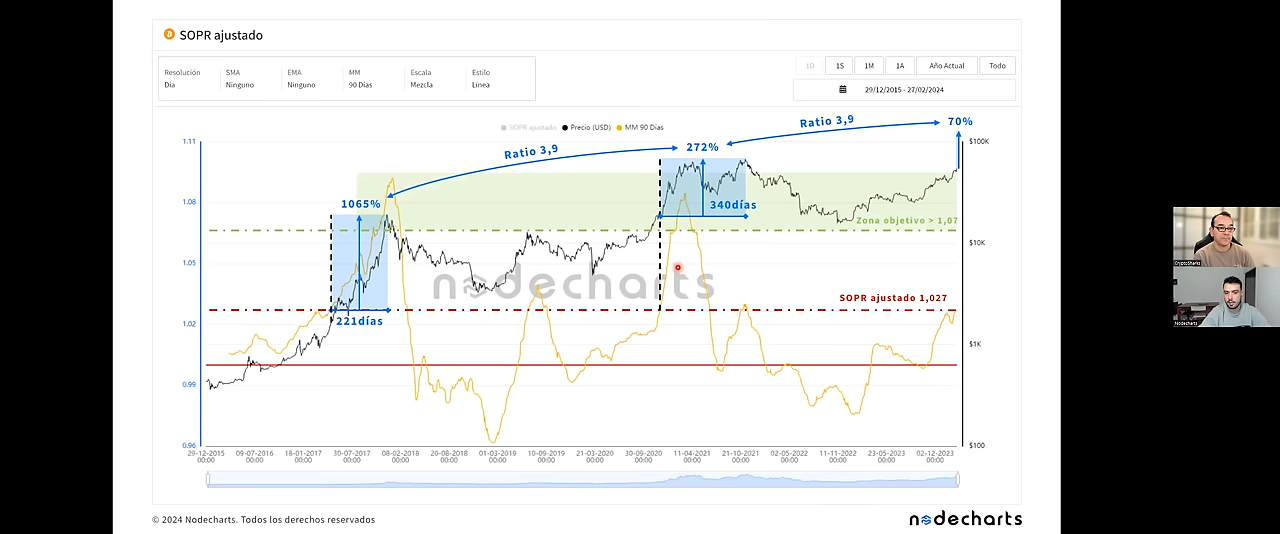 SOPR ajustado
Resolución SMA EMA MM Escala Estilo
Dia Ninguno Ninguno 90 Dias Mezcla Línea
1D 1S 1M 1A Año Actual Todo
29/12/2015 - 27/02/2024
SOPR ajustado Precio (USD) MM 90 Dias
Ratio 3,9
Ratio 3,9
70%
272%
1065%
340días
221días
Zona objetivo > 1,07
SOPR ajustado 1,027
nodecharts
1.11
1.08
1.05
1.02
0.99
0.96
$100K
$10K
$1K
$100
29-12-2015 09-07-2016 18-01-2017 30-07-2017 08-02-2018 20-08-2018 01-03-2019 10-09-2019 21-03-2020 30-09-2020 11-04-2021 21-10-2021 02-05-2022 11-11-2022 23-05-2023 02-12-2023
00:00 00:00 00:00 00:00 00:00 00:00 00:00 00:00 00:00 00:00 00:00 00:00 00:00 00:00 00:00 00:00
© 2024 Nodecharts. Todos los derechos reservados
nodecharts
CryptoSharks
Nodecharts